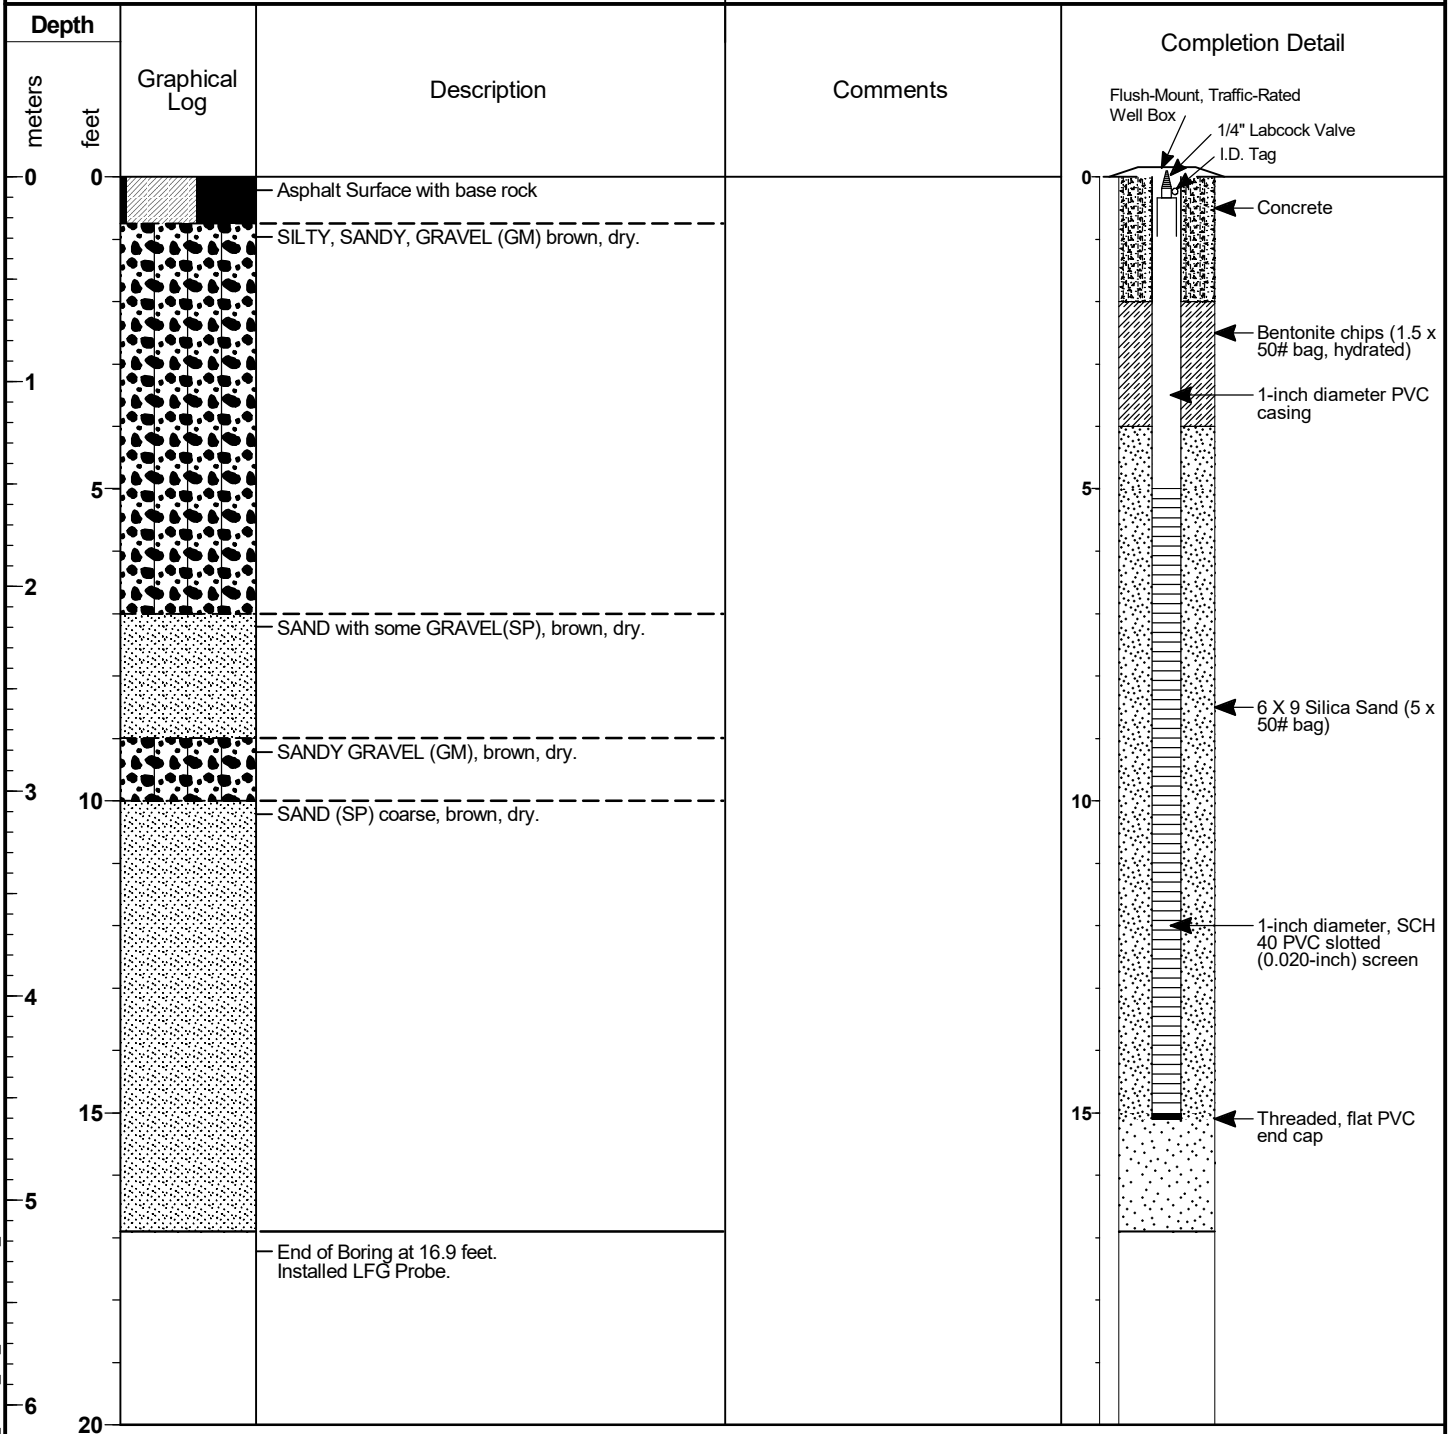 Depth
meters
feet
Graphical
Log
Description
Comments
Completion Detail
Flush-Mount, Traffic-Rated
Well Box
1/4" Labcock Valve
I.D. Tag
0
0
0
Asphalt Surface with base rock
Concrete
SILTY, SANDY, GRAVEL (GM) brown, dry.
Bentonite chips (1.5 x
50# bag, hydrated)
1
1-inch diameter PVC
casing
5
5
2
SAND with some GRAVEL(SP), brown, dry.
6 X 9 Silica Sand (5 x
50# bag)
SANDY GRAVEL (GM), brown, dry.
3
10
10
SAND (SP) coarse, brown, dry.
1-inch diameter, SCH
40 PVC slotted
(0.020-inch) screen
4
15
15
Threaded, flat PVC
end cap
5
End of Boring at 16.9 feet.
Installed LFG Probe.
6
20